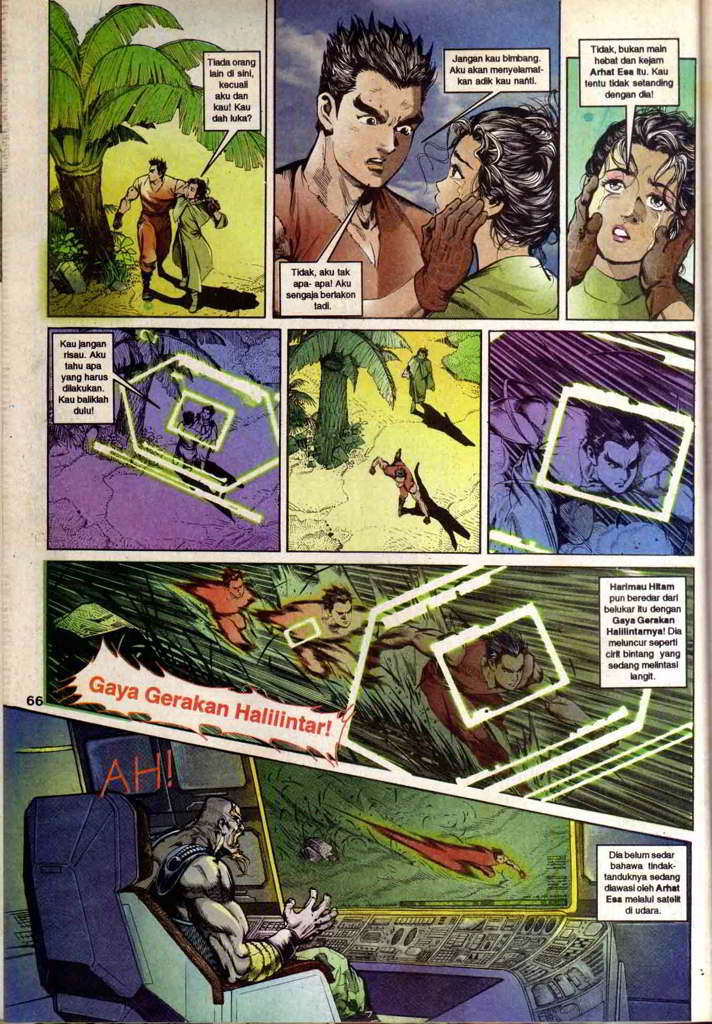 Tiada orang
lain di sini,
kecuali
aku dan
kau! Kau
dah luka?
Jangan kau bimbang.
Aku akan menyelamat-
kan adik kau nanti.
Tidak, aku tak
apa- apa! Aku
sengaja berlakon
tadi.
Tidak, bukan main
hebat dan kejam
Arhat Esa itu. Kau
tentu tidak setanding
dengan dia!
Kau jangan
risau. Aku
tahu apa
yang harus
dilakukan.
Kau baliklah
dulu!
Harimau Hitam
pun beredar dari
belukar itu dengan
Gaya Gerakan
Halilintarnya! Dia
meluncur seperti
cirit bintang yang
sedang melintasi
langit.
Gaya Gerakan Halilintar!
66
AH!
Dia belum sedar
bahawa tindak-
tanduknya sedang
diawasi oleh Arhat
Esa melalui satelit
di udara.